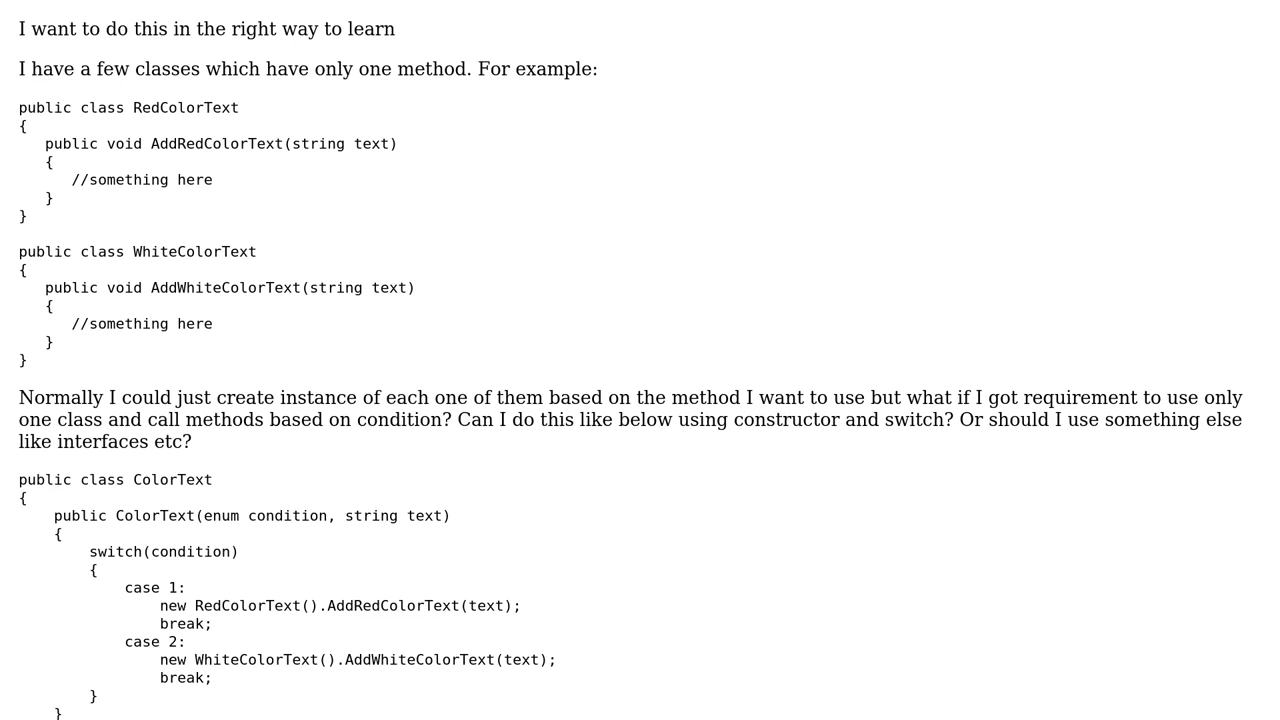 I want to do this in the right way to learn
I have a few classes which have only one method. For example:
public class RedColorText
{
   public void AddRedColorText(string text)
   {
      //something here
   }
}
public class WhiteColorText
{
   public void AddWhiteColorText(string text)
   {
      //something here
   }
}
Normally I could just create instance of each one of them based on the method I want to use but what if I got requirement to use only
one class and call methods based on condition? Can I do this like below using constructor and switch? Or should I use something else
like interfaces etc?
public class ColorText
{
    public ColorText(enum condition, string text)
    {
        switch(condition)
        {
            case 1:
                new RedColorText().AddRedColorText(text);
                break;
            case 2:
                new WhiteColorText().AddWhiteColorText(text);
                break;
        }
    }